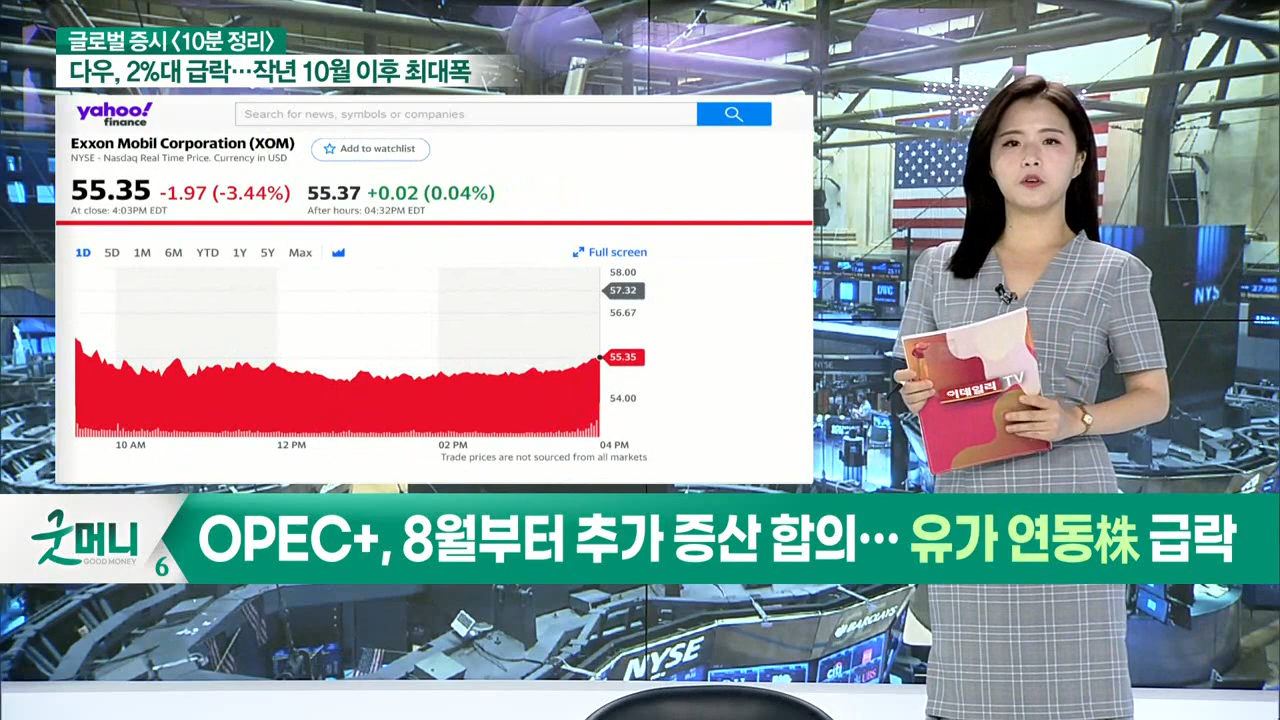 글로벌 증시 〈10분 정리〉
다우, 2%대 급락…작년 10월 이후 최대폭
yahoo!
finance
Search for news, symbols or companies
Exxon Mobil Corporation (XOM)
NYSE - Nasdaq Real Time Price. Currency in USD
Add to watchlist
55.35 -1.97 (-3.44%)
At close: 4:03PM EDT
55.37 +0.02 (0.04%)
After hours: 04:32PM EDT
1D 5D 1M 6M YTD 1Y 5Y Max
Full screen
58.00
57.32
56.67
55.35
54.00
10 AM 12 PM 02 PM 04 PM
Trade prices are not sourced from all markets
NYS
이데일리 TV
굿머니
GOOD MONEY
6
OPEC+, 8월부터 추가 증산 합의… 유가 연동株 급락
NYSE
BARCLAYS
citi
UBS